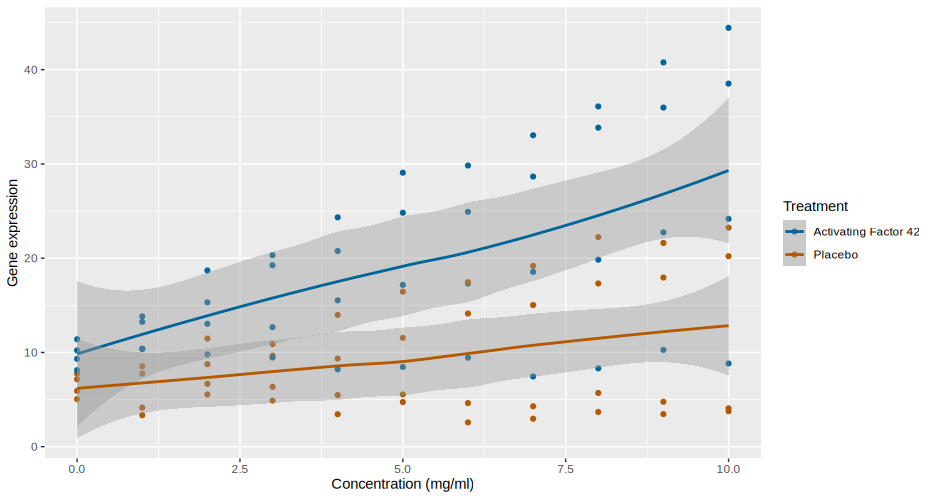 Gene expression
40
30
20
10
0
0.0
2.5
5.0
7.5
10.0
Concentration (mg/ml)
Treatment
Activating Factor 42
Placebo